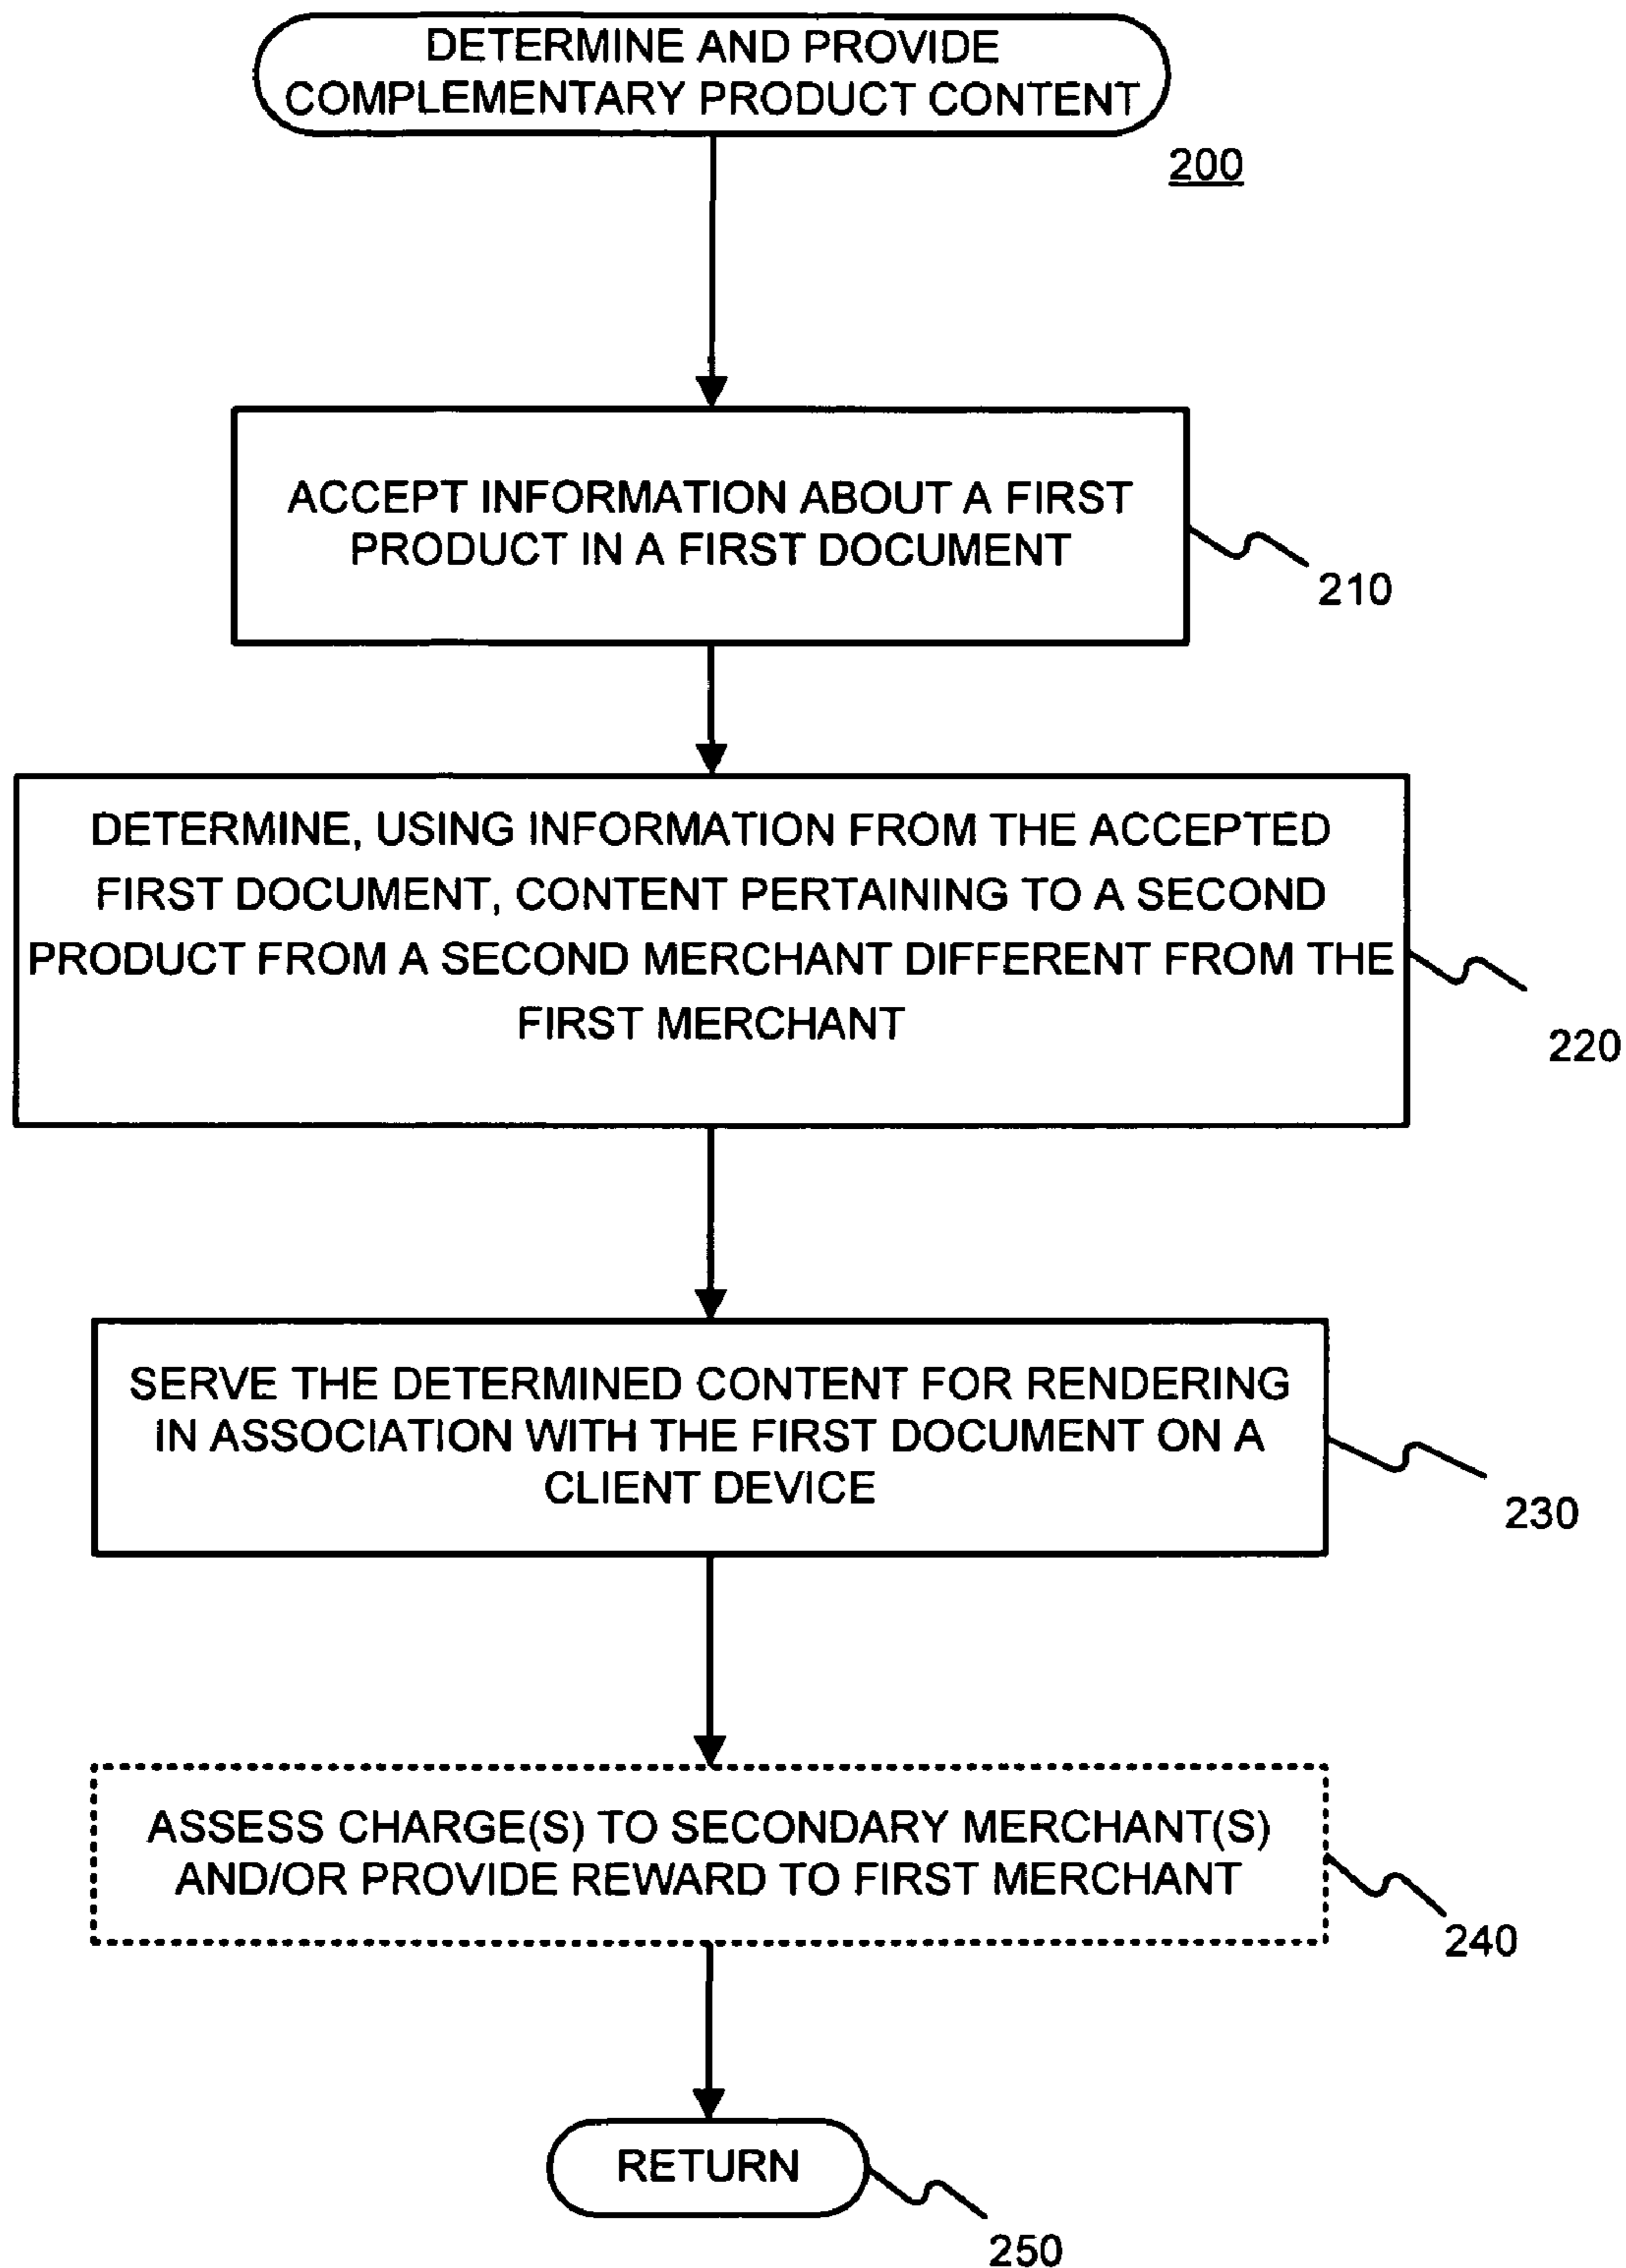 DETERMINE AND PROVIDE
COMPLEMENTARY PRODUCT CONTENT
200
ACCEPT INFORMATION ABOUT A FIRST
PRODUCT IN A FIRST DOCUMENT
210
DETERMINE, USING INFORMATION FROM THE ACCEPTED
FIRST DOCUMENT, CONTENT PERTAINING TO A SECOND
PRODUCT FROM A SECOND MERCHANT DIFFERENT FROM THE
FIRST MERCHANT
220
SERVE THE DETERMINED CONTENT FOR RENDERING
IN ASSOCIATION WITH THE FIRST DOCUMENT ON A
CLIENT DEVICE
230
ASSESS CHARGE(S) TO SECONDARY MERCHANT(S)
AND/OR PROVIDE REWARD TO FIRST MERCHANT
240
RETURN
250